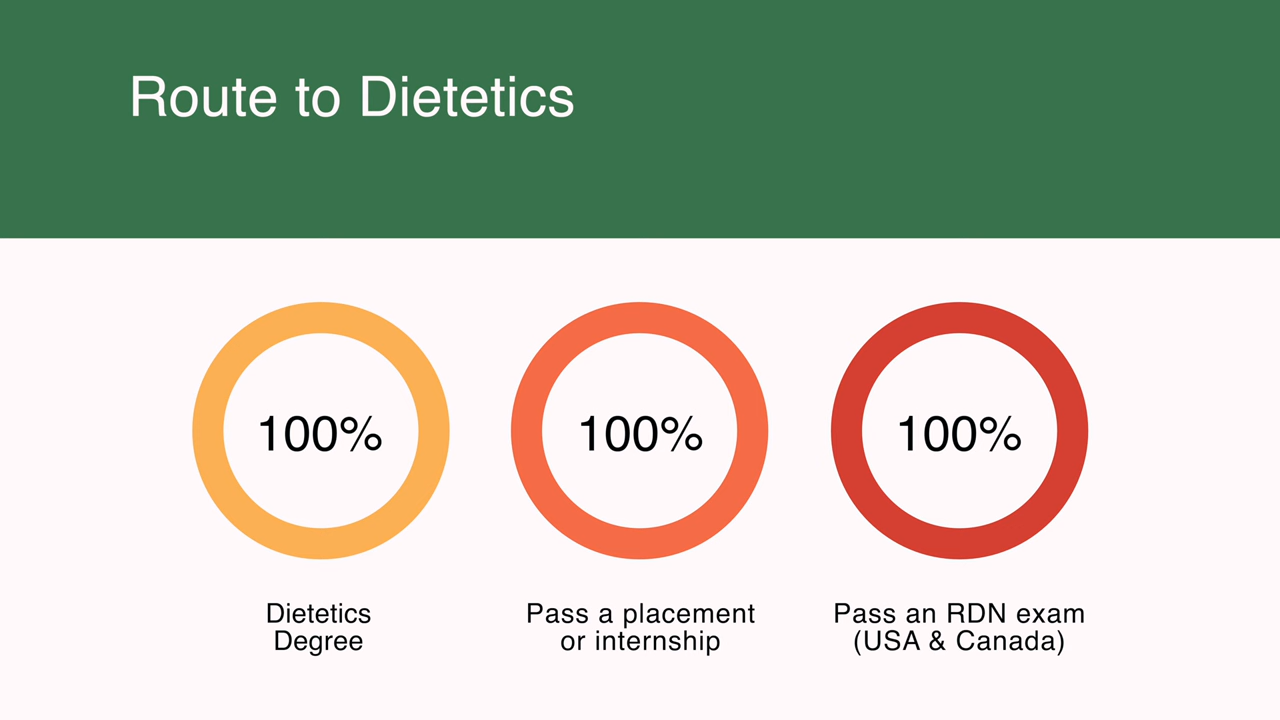 Route to Dietetics
100%
100%
100%
Dietetics
Degree
Pass a placement
or internship
Pass an RDN exam
(USA & Canada)